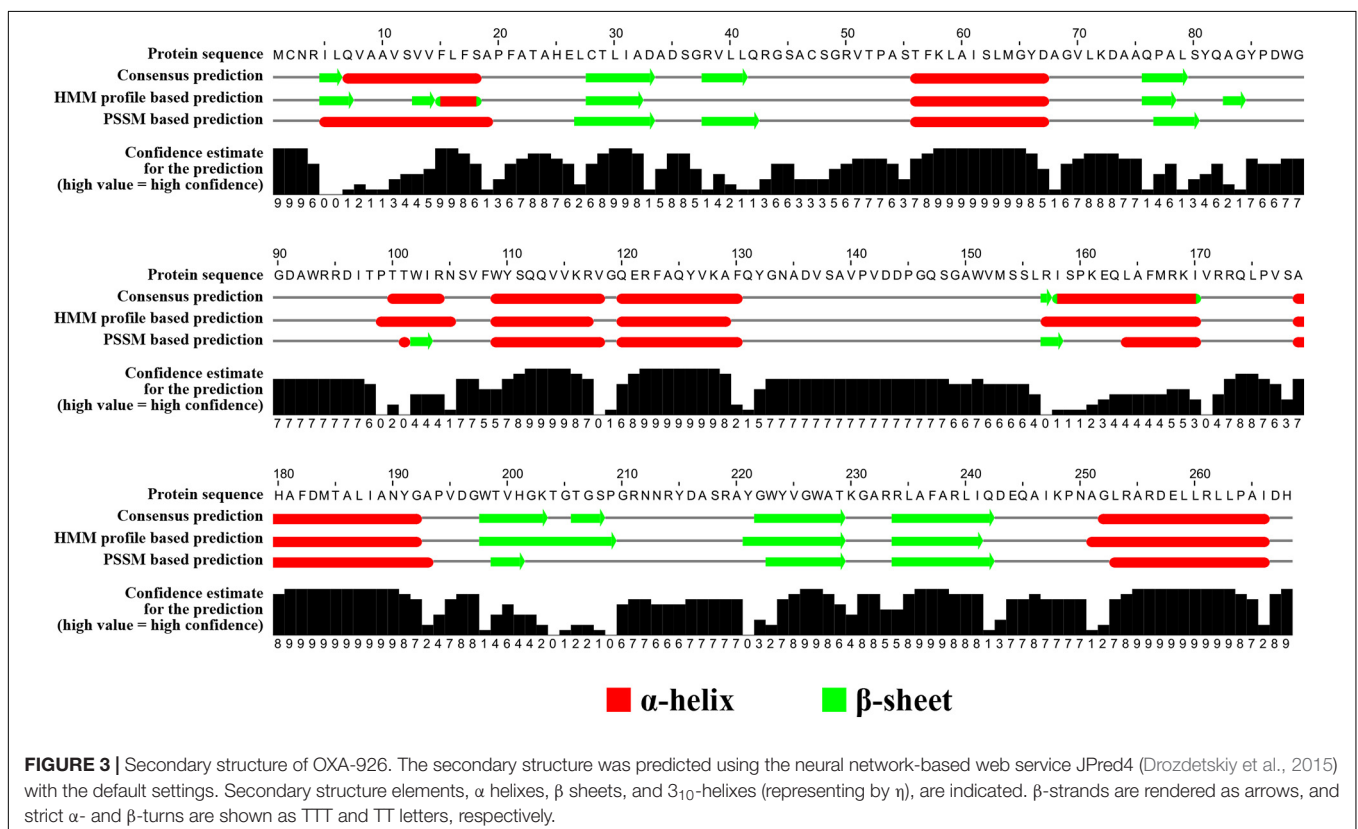 10 20 30 40 50 60 70 80
Protein sequence MCNRILQVAAVSVVFLFSAPFATAHELCTLIADADSGRVLLQRGSACSGRVTPASTFKLAISLMGYDAGVLKDAAQPALSYQAGYPDWG
Consensus prediction
HMM profile based prediction
PSSM based prediction
Confidence estimate
for the prediction
(high value = high confidence)
99960012113445998613678876268998158851421136633356777637899999998851678887714613462176677
90 100 110 120 130 140 150 160 170
Protein sequence GDAWRRDITPTTWIRNSVFWYSQQVVKRVGQERFAQYVKAFQYGNADVSAVPVDDPGQSGAWVMSSLRISPKEQLAFMRKIVRRQLPVSA
Consensus prediction
HMM profile based prediction
PSSM based prediction
Confidence estimate
for the prediction
(high value = high confidence)
777777776020444177557899998701689999999821577777777777777776676666401112344444553047887637
180 190 200 210 220 230 240 250 260
Protein sequence HAFDMTALIANYGAPVDGWTVHGKTGTGSPGRNNRYDASRAYGWYVGWATKGARRLAFARLIQDEQAIKPNAGLRARDELLRLLPAIDH
Consensus prediction
HMM profile based prediction
PSSM based prediction
Confidence estimate
for the prediction
(high value = high confidence)
89999999999872478814644201221067766677777032789986488558999888137787777127899998999987289
α-helix β-sheet
FIGURE 3 | Secondary structure of OXA-926. The secondary structure was predicted using the neural network-based web service JPred4 (Drozdetskiy et al., 2015)
with the default settings. Secondary structure elements, α helixes, β sheets, and 3₁₀-helixes (representing by η), are indicated. β-strands are rendered as arrows, and
strict α- and β-turns are shown as TTT and TT letters, respectively.